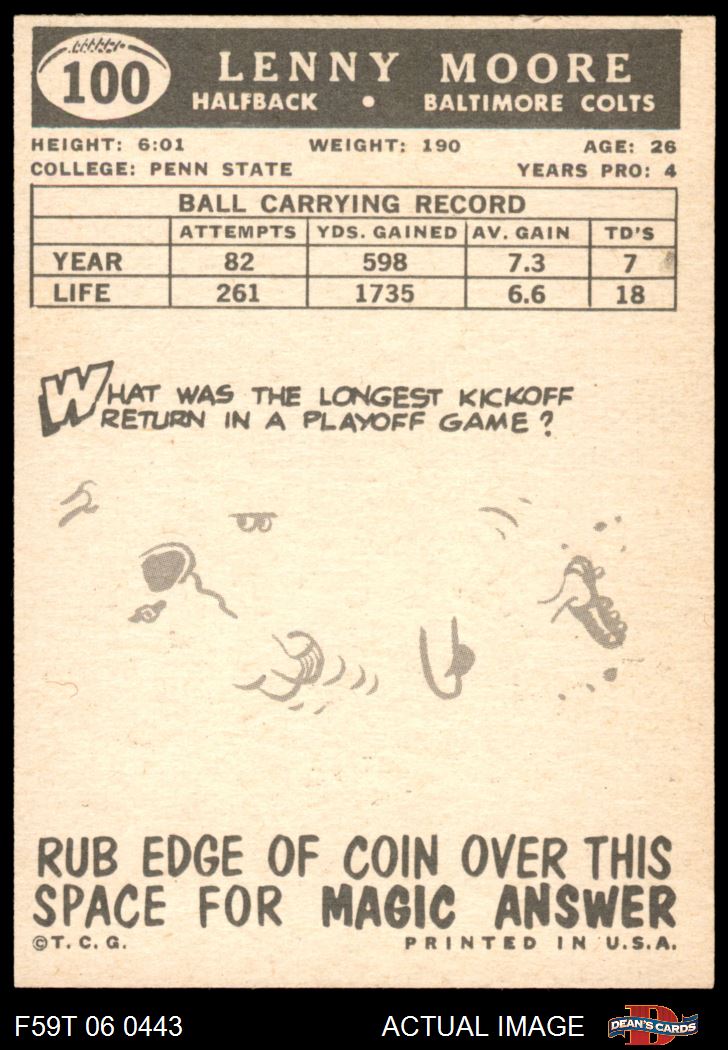 100
LENNY MOORE
HALFBACK • BALTIMORE COLTS
HEIGHT: 6:01 WEIGHT: 190 AGE: 26
COLLEGE: PENN STATE YEARS PRO: 4
BALL CARRYING RECORD
ATTEMPTS YDS. GAINED AV. GAIN TD'S
YEAR 82 598 7.3 7
LIFE 261 1735 6.6 18
WHAT WAS THE LONGEST KICKOFF
RETURN IN A PLAYOFF GAME?
RUB EDGE OF COIN OVER THIS
SPACE FOR MAGIC ANSWER
©T.C.G. PRINTED IN U.S.A.
F59T 06 0443 ACTUAL IMAGE D DEAN'S CARDS